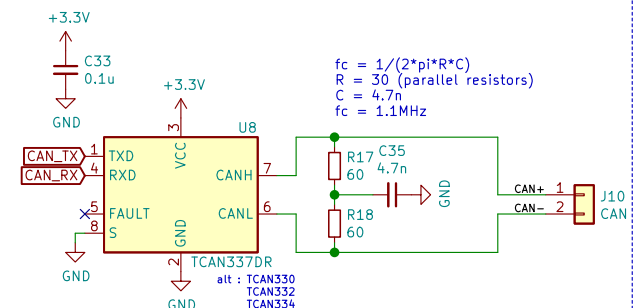 +3.3V
C33
0.1u
GND
+3.3V
fc = 1/(2*pi*R*C)
R = 30 (parallel resistors)
C = 4.7n
fc = 1.1MHz
U8
3
VCC
CAN_TX
1
TXD
CAN_RX
4
RXD
CANH
7
5
FAULT
CANL
6
8
S
GND
2
GND
GND
TCAN337DR
alt : TCAN330
TCAN332
TCAN334
R17
60
C35
4.7n
GND
R18
60
CAN+
1
CAN-
2
J10
CAN